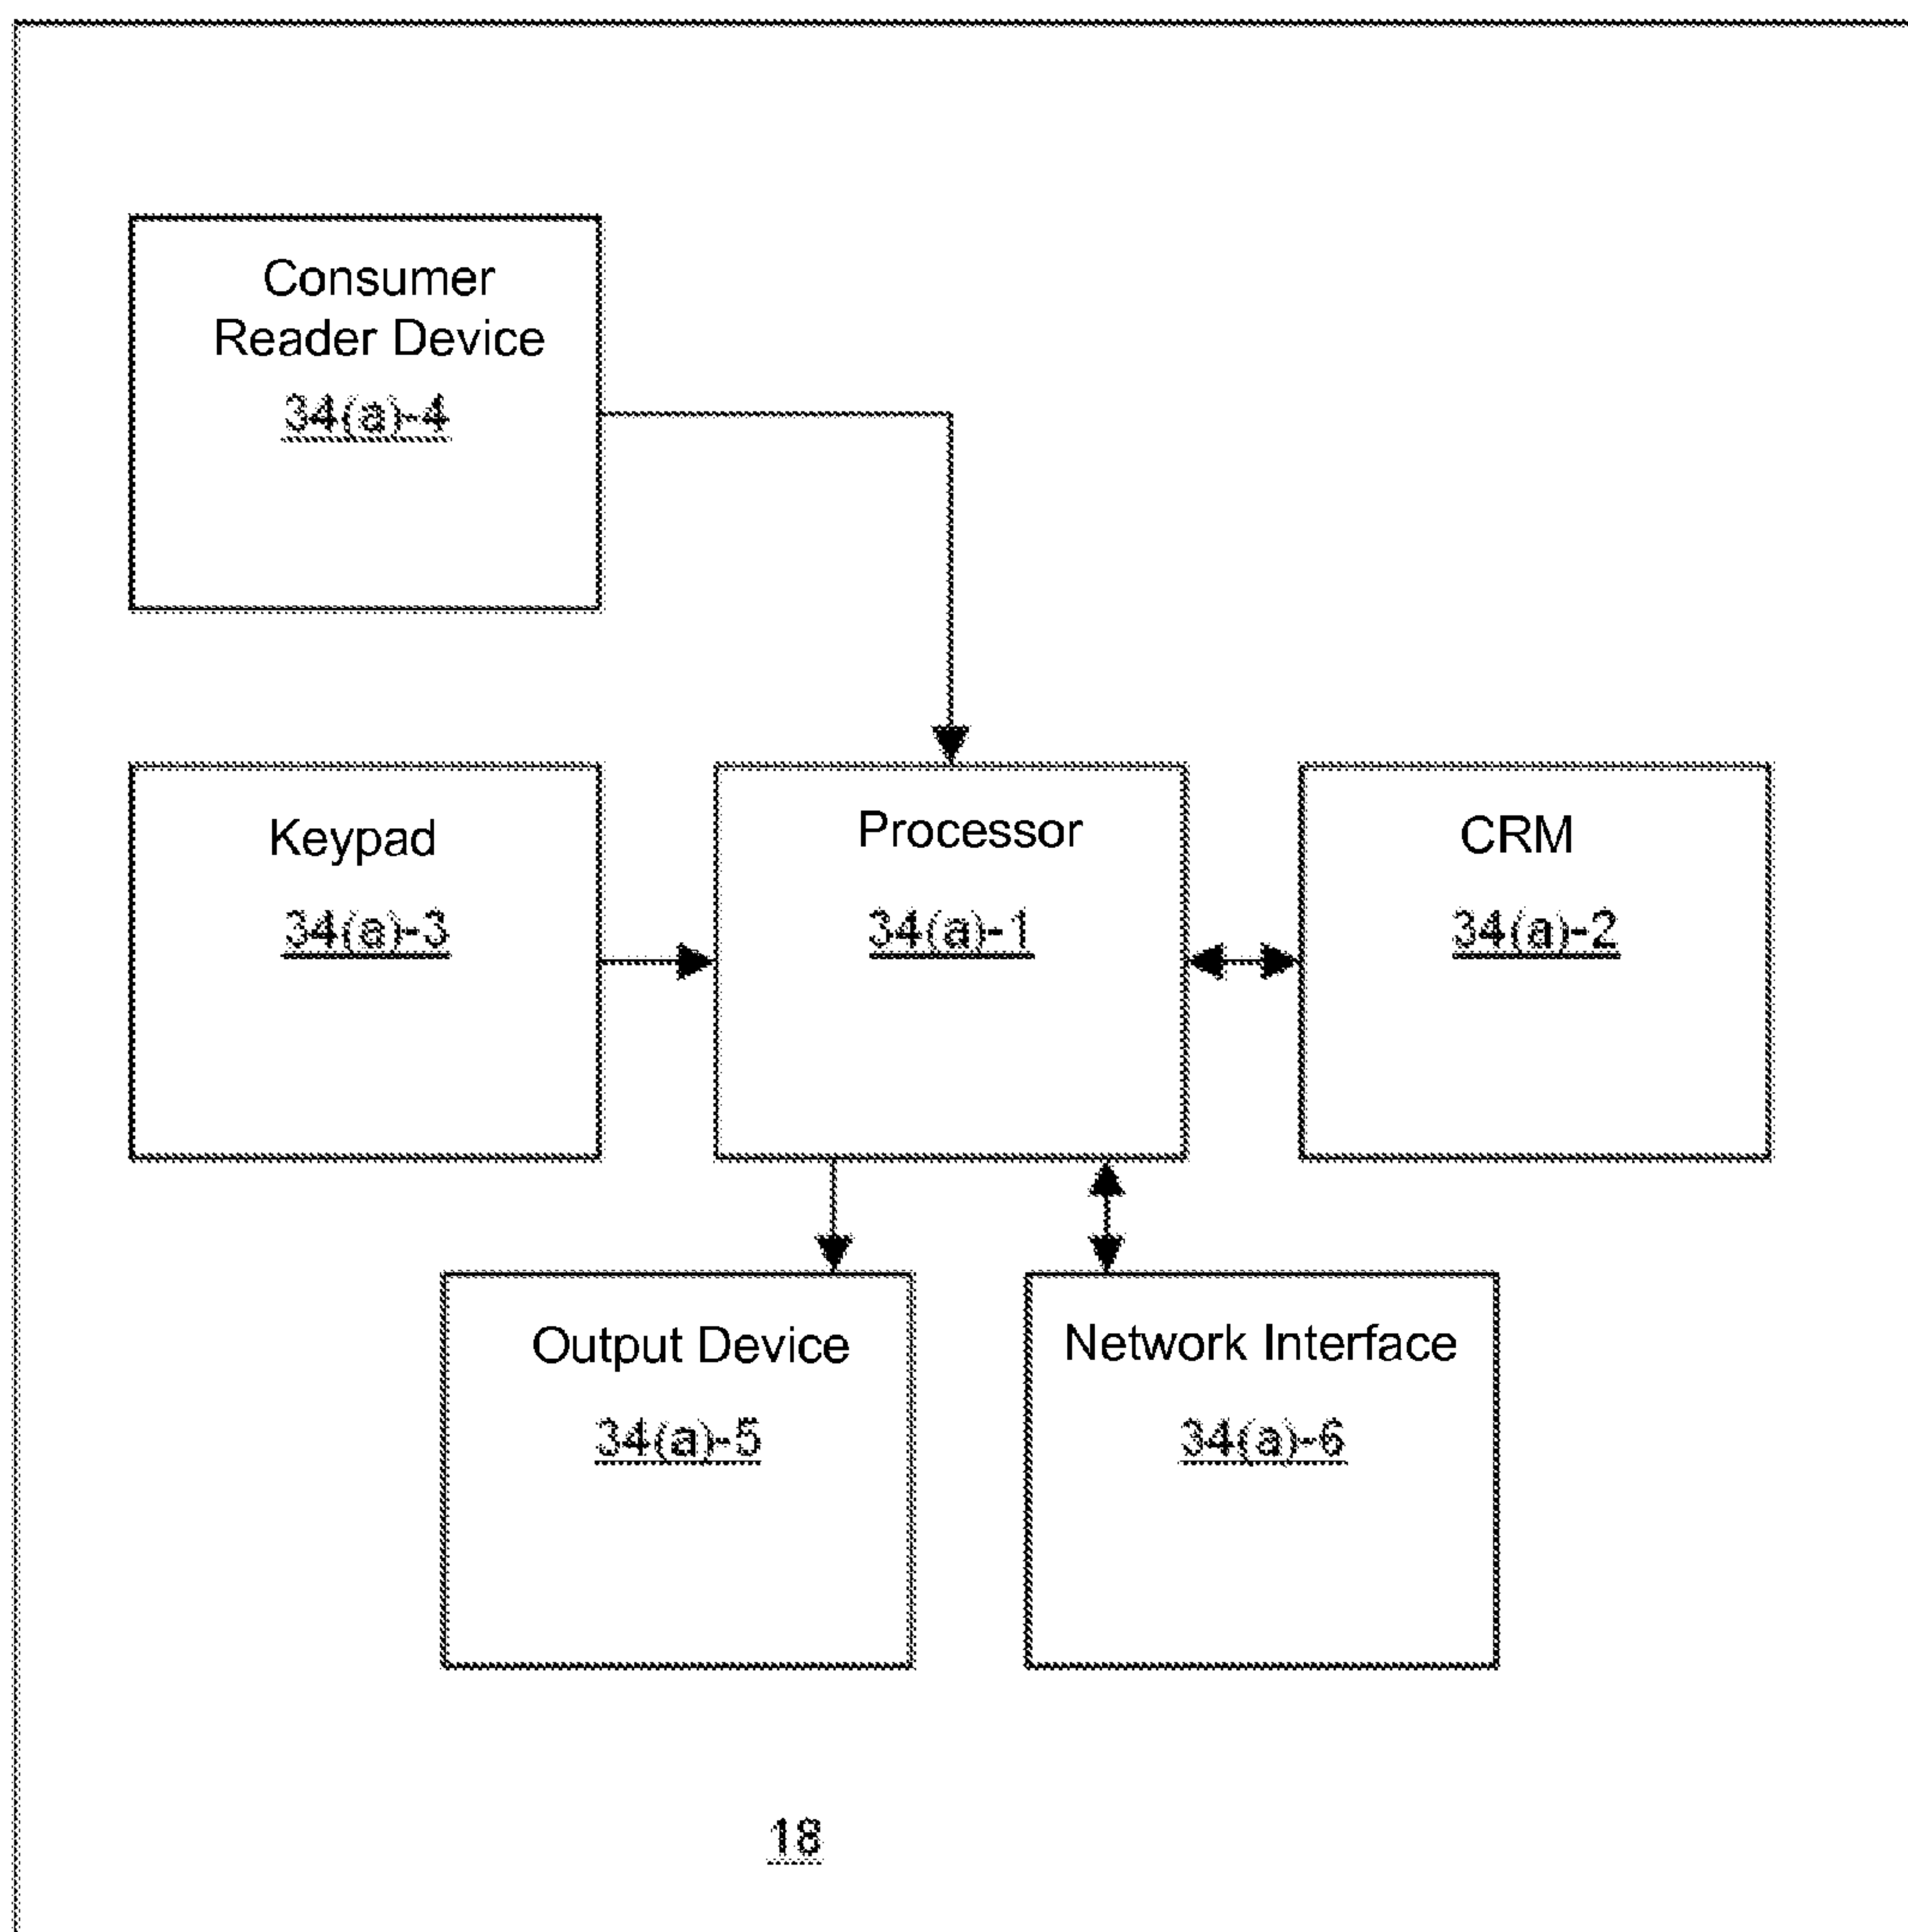 Consumer
Reader Device
34(a)-4
Keypad
34(a)-3
Processor
34(a)-1
CRM
34(a)-2
Output Device
34(a)-5
Network Interface
34(a)-6
18